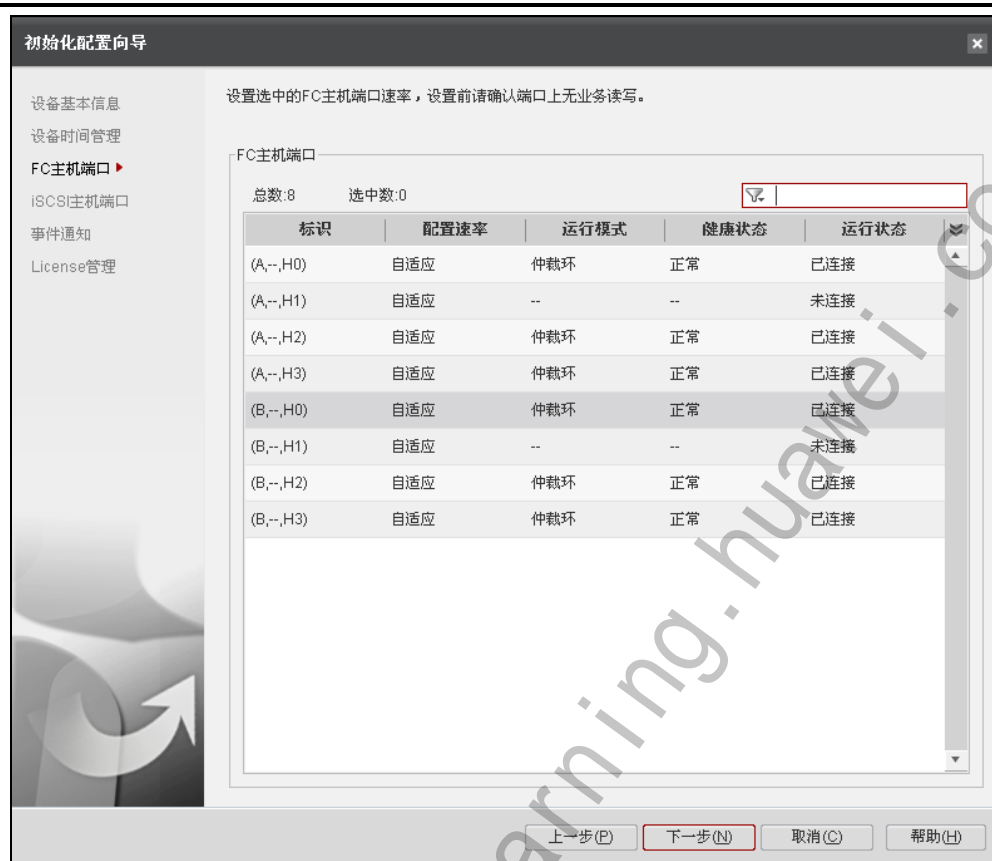 初始化配置向导
设备基本信息
设备时间管理
FC主机端口
iSCSI主机端口
事件通知
License管理
设置选中的FC主机端口速率，设置前请确认端口上无业务读写。
FC主机端口
总数:8 选中数:0
标识 配置速率 运行模式 健康状态 运行状态
(A,--,H0) 自适应 仲裁环 正常 已连接
(A,--,H1) 自适应 -- -- 未连接
(A,--,H2) 自适应 仲裁环 正常 已连接
(A,--,H3) 自适应 仲裁环 正常 已连接
(B,--,H0) 自适应 仲裁环 正常 已连接
(B,--,H1) 自适应 -- -- 未连接
(B,--,H2) 自适应 仲裁环 正常 已连接
(B,--,H3) 自适应 仲裁环 正常 已连接
上一步(P) 下一步(N) 取消(C) 帮助(H)
arning.huawei.co